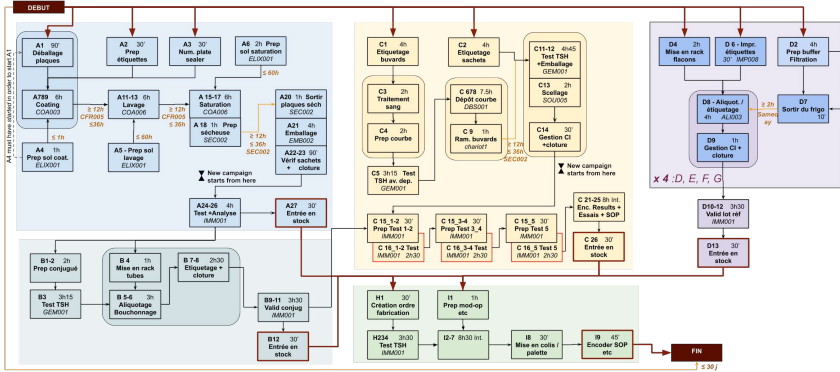 DEBUT
A4 must have started in order to start A1
A1 90'
Déballage
plaques
A2 30'
Prep
étiquettes
A3 30'
Num. plate
sealer
A6 2h Prep
sol saturation
ELIX001
≤ 60h
A789 6h
Coating
COA003
≥ 12h
CFR005
≤36h
A11-13 6h
Lavage
COA006
≥ 12h
CFR005
≤ 36h
A 15-17 6h
Saturation
COA006
A 18 1h Prep
sécheuse
SEC002
≥ 12h
≤ 36h
SEC002
A20 1h Sortir
plaques séch
SEC002
A21 4h
Emballage
EMB002
A22-23 90'
Vérif sachets
+ cloture
≤ 1h
A4 1h
Prep sol coat.
ELIX001
≤ 60h
A5 - Prep sol
lavage
ELIX001
New campaign
starts from here
A24-26 4h
Test +Analyse
IMM001
A27 30'
Entrée en
stock
B1-2 2h
Prep conjugué
B3 3h15
Test TSH
GEM001
B 4 1h
Mise en rack
tubes
B 5-6 3h
Aliquotage
Bouchonnage
B 7-8 2h30
Etiquetage +
cloture
B9-11 3h30
Valid conjug
IMM001
B12 30'
Entrée en
stock
C1 4h
Etiquetage
buvards
C2 4h
Etiquetage
sachets
C3 2h
Traitement
sang
C4 2h
Prep courbe
C5 3h15 Test
TSH av. dep.
GEM001
C 678 7.5h
Dépôt courbe
DBS001
C 9 1h
Ram. buvards
chariot1
≥ 12h
≤ 36h
SEC002
C11-12 4h45
Test TSH
+Emballage
GEM001
C13 2h
Scellage
SOU005
C14 30'
Gestion CI
+cloture
New campaign
starts from here
C 15_1-2 30'
Prep Test 1-2
IMM001
C 16_1-2 Test
IMM001 2h30
C 15_3-4 30'
Prep Test 3_4
IMM001
C 16_3-4 Test
IMM001 2h30
C 15_5 30'
Prep Test 5
IMM001
C 16_5 Test
IMM001 2h30
C 21-25 8h Int.
Enc. Results +
Essais + SOP
C 26 30'
Entrée en
stock
D4 2h
Mise en rack
flacons
D 6 - Impr.
étiquettes
30' IMP008
D2 4h
Prep buffer
Filtration
D8 - Aliquot. /
étiquetage
4h ALI003
≥ 2h
Samed
ay
D7
Sortir du frigo
10'
D9 1h
Gestion CI +
cloture
x 4 :D, E, F, G
D10-12 3h30
Valid lot réf
IMM001
D13 30'
Entrée en
stock
H1 30'
Création ordre
fabrication
I1 1h
Prep mod-op
etc
H234 3h30
Test TSH
IMM001
I2-7 8h30 Int.
I8 30'
Mise en colis /
palette
I9 45'
Encoder SOP
etc
FIN
≤ 30 j